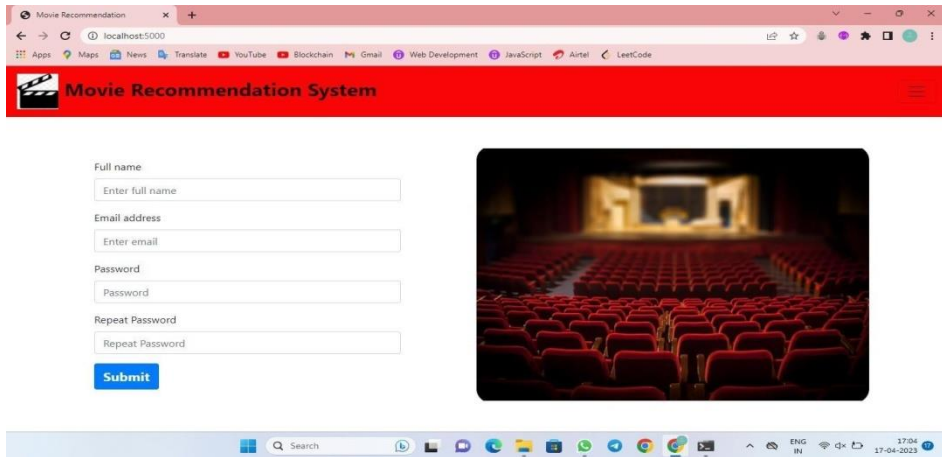 Movie Recommendation
localhost:5000
Apps Maps News Translate YouTube Blockchain Gmail Web Development JavaScript Airtel LeetCode
Movie Recommendation System
Full name
Enter full name
Email address
Enter email
Password
Password
Repeat Password
Repeat Password
Submit
Search
ENG
IN
17:04
17-04-2023
17